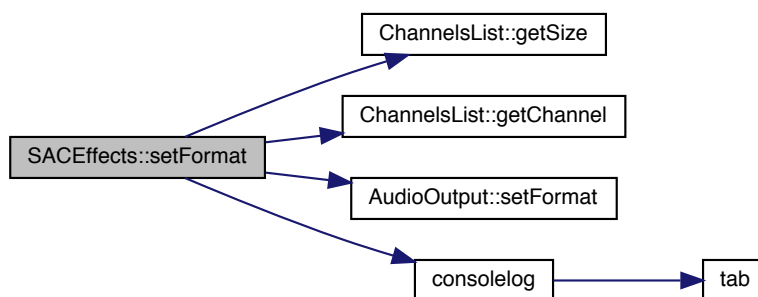 ChannelsList::getSize
ChannelsList::getChannel
SACEffects::setFormat
AudioOutput::setFormat
consolelog
tab